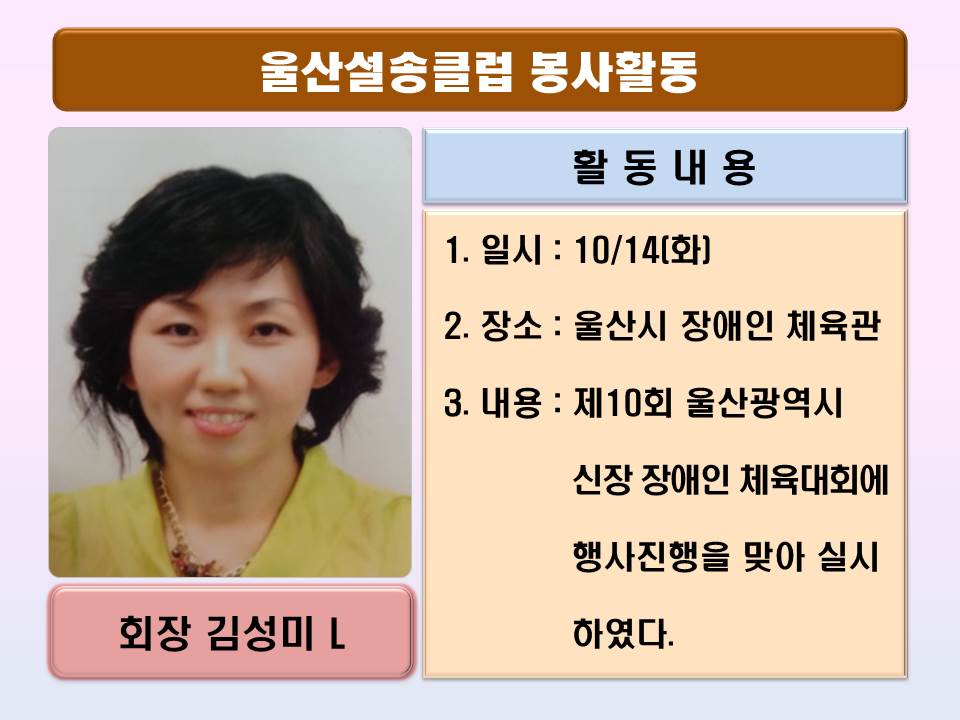 울산설송클럽 봉사활동
활 동 내 용
1. 일시 : 10/14(화)
2. 장소 : 울산시 장애인 체육관
3. 내용 : 제10회 울산광역시
신장 장애인 체육대회에
행사진행을 맞아 실시
하였다.
회장 김성미 L